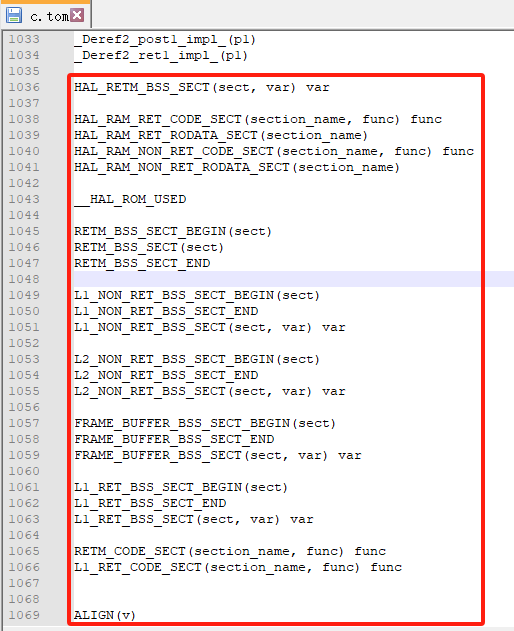 c.tom
1033 _Deref2_post1_impl_(p1)
1034 _Deref2_ret1_impl_(p1)
1035
1036 HAL_RETM_BSS_SECT(sect, var) var
1037
1038 HAL_RAM_RET_CODE_SECT(section_name, func) func
1039 HAL_RAM_RET_RODATA_SECT(section_name)
1040 HAL_RAM_NON_RET_CODE_SECT(section_name, func) func
1041 HAL_RAM_NON_RET_RODATA_SECT(section_name)
1042
1043 __HAL_ROM_USED
1044
1045 RETM_BSS_SECT_BEGIN(sect)
1046 RETM_BSS_SECT(sect)
1047 RETM_BSS_SECT_END
1048
1049 L1_NON_RET_BSS_SECT_BEGIN(sect)
1050 L1_NON_RET_BSS_SECT_END
1051 L1_NON_RET_BSS_SECT(sect, var) var
1052
1053 L2_NON_RET_BSS_SECT_BEGIN(sect)
1054 L2_NON_RET_BSS_SECT_END
1055 L2_NON_RET_BSS_SECT(sect, var) var
1056
1057 FRAME_BUFFER_BSS_SECT_BEGIN(sect)
1058 FRAME_BUFFER_BSS_SECT_END
1059 FRAME_BUFFER_BSS_SECT(sect, var) var
1060
1061 L1_RET_BSS_SECT_BEGIN(sect)
1062 L1_RET_BSS_SECT_END
1063 L1_RET_BSS_SECT(sect, var) var
1064
1065 RETM_CODE_SECT(section_name, func) func
1066 L1_RET_CODE_SECT(section_name, func) func
1067
1068
1069 ALIGN(v)